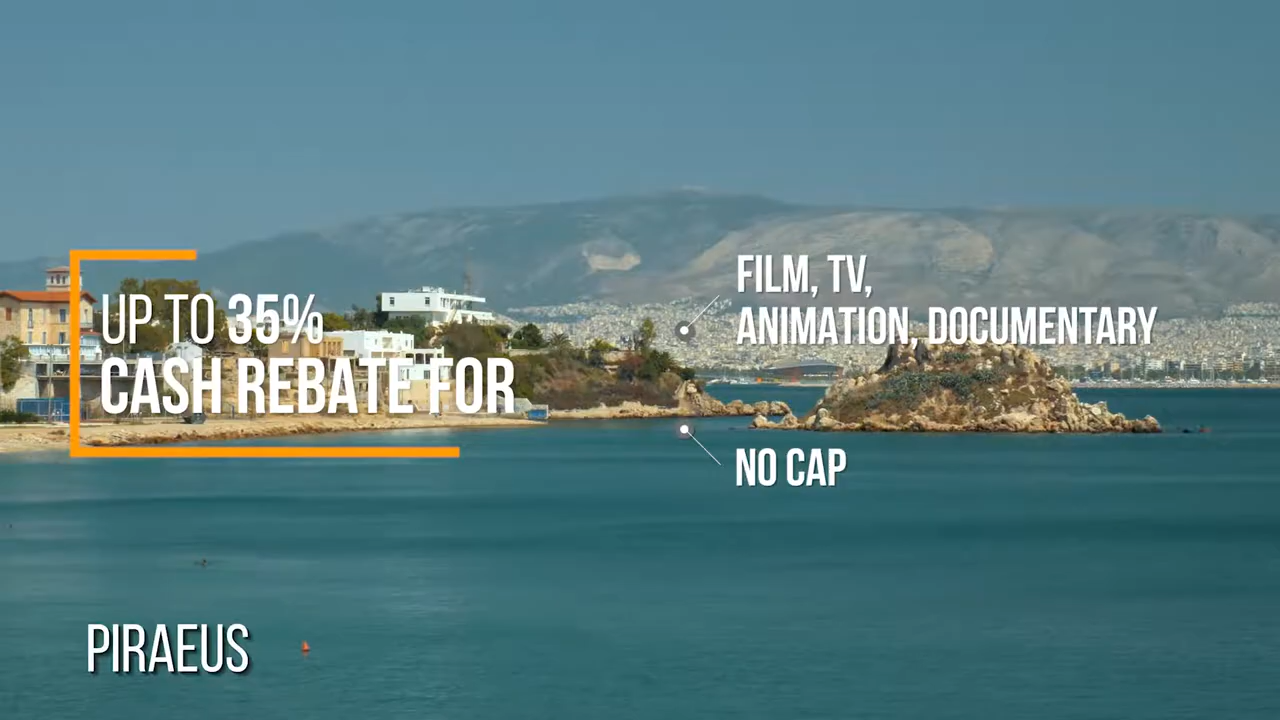 UP TO 35%
CASH REBATE FOR
FILM, TV,
ANIMATION, DOCUMENTARY
NO CAP
PIRAEUS